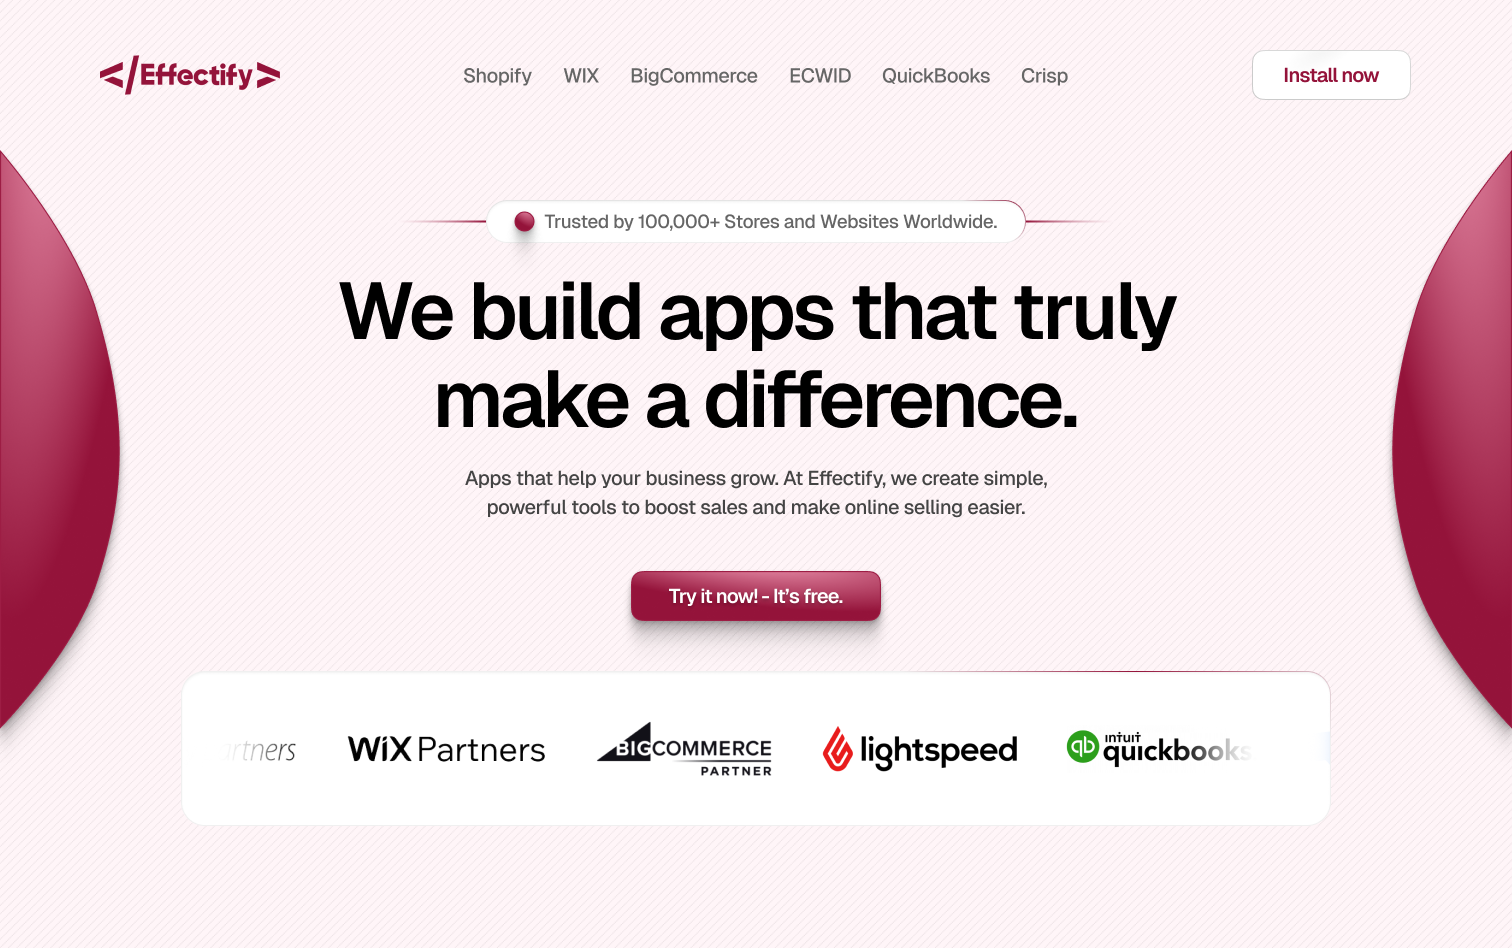 </Effectify>
Shopify WIX BigCommerce ECWID QuickBooks Crisp
Install now
Trusted by 100,000+ Stores and Websites Worldwide.
We build apps that truly
make a difference.
Apps that help your business grow. At Effectify, we create simple,
powerful tools to boost sales and make online selling easier.
Try it now! - It's free.
WiX Partners
BIGCOMMERCE
PARTNER
lightspeed
qb intuit
quickbooks